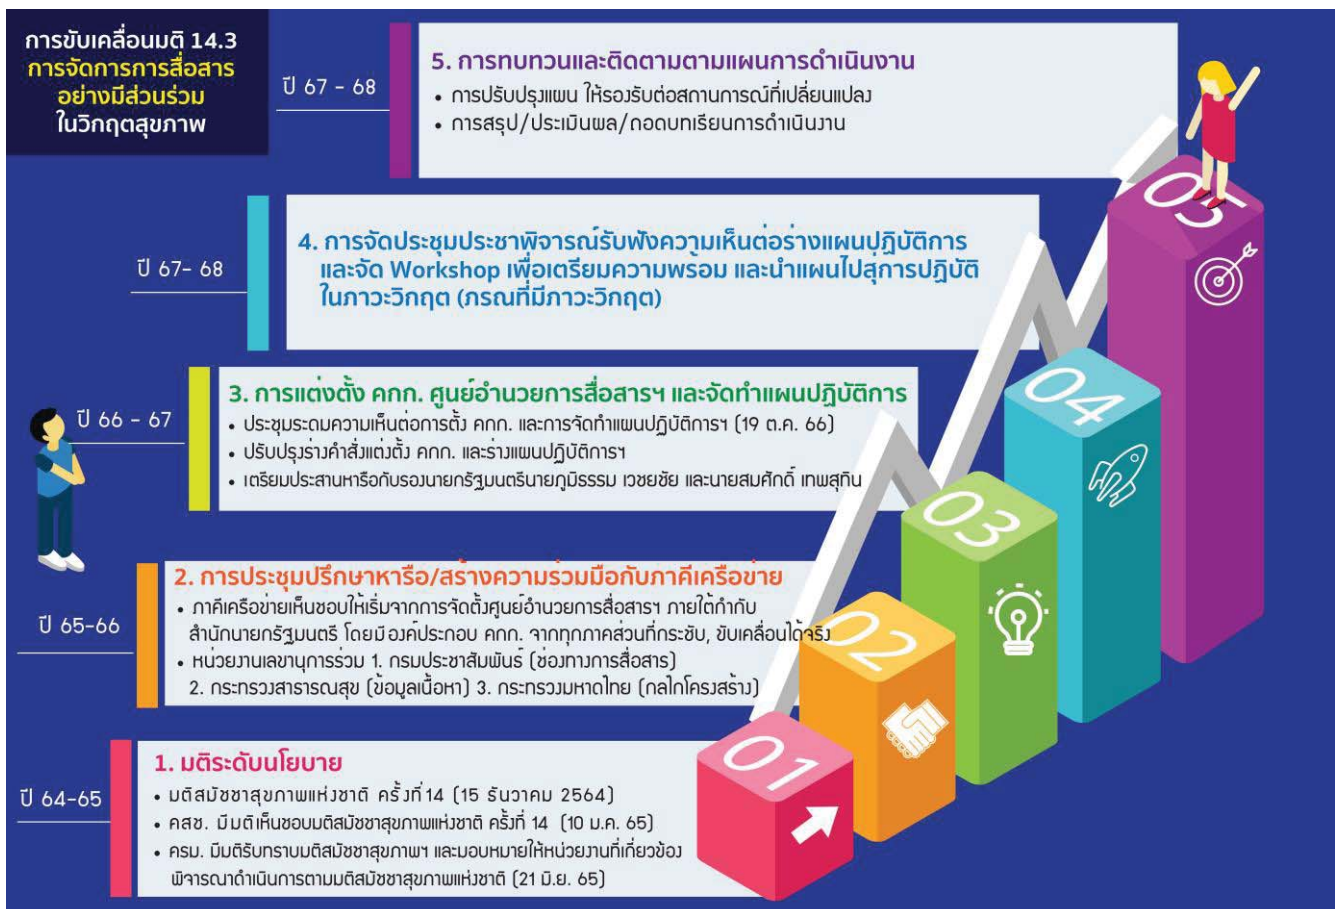 การขับเคลื่อนมติ 14.3
การจัดการการสื่อสาร
อย่างมีส่วนร่วม
ในวิกฤตสุขภาพ
ปี 67 - 68
5. การทบทวนและติดตามตามแผนการดำเนินงาน
• การปรับปรุงแผน ให้รองรับต่อสถานการณ์ที่เปลี่ยนแปลง
• การสรุป/ประเมินผล/ถอดบทเรียนการดำเนินงาน
ปี 67- 68
4. การจัดประชุมประชาพิจารณ์รับฟังความเห็นต่อร่างแผนปฏิบัติการ
และจัด Workshop เพื่อเตรียมความพร้อม และนำแผนไปสู่การปฏิบัติ
ในภาวะวิกฤต (กรณที่มีภาวะวิกฤต)
ปี 66 - 67
3. การแต่งตั้ง คกก. ศูนย์อำนวยการสื่อสารฯ และจัดทำแผนปฏิบัติการ
• ประชุมระดมความเห็นต่อการตั้ง คกก. และการจัดทำแผนปฏิบัติการฯ (19 ต.ค. 66)
• ปรับปรุงร่างคำสั่งแต่งตั้ง คกก. และร่างแผนปฏิบัติการฯ
• เตรียมประสานหารือกับรองนายกรัฐมนตรีนายภูมิธรรม เวชยชัย และนายสมศักดิ์ เทพสุทิน
ปี 65-66
2. การประชุมปรึกษาหารือ/สร้างความร่วมมือกับภาคีเครือข่าย
• ภาคีเครือข่ายเห็นชอบให้เริ่มจากการจัดตั้งศูนย์อำนวยการสื่อสารฯ ภายใต้กำกับ
สำนักนายกรัฐมนตรี โดยมีองค์ประกอบ คกก. จากทุกภาคส่วนที่กระชับ, ขับเคลื่อนได้จริง
• หน่วยงานเลขานุการร่วม 1. กรมประชาสัมพันธ์ (ช่องทางการสื่อสาร)
2. กระทรวงสาธารณสุข (ข้อมูลเนื้อหา) 3. กระทรวงมหาดไทย (กลไกโครงสร้าง)
ปี 64-65
1. มติระดับนโยบาย
• มติสมัชชาสุขภาพแห่งชาติ ครั้งที่ 14 (15 ธันวาคม 2564)
• คสช. มีมติเห็นชอบมติสมัชชาสุขภาพแห่งชาติ ครั้งที่ 14 (10 ม.ค. 65)
• ครม. มีมติรับทราบมติสมัชชาสุขภาพฯ และมอบหมายให้หน่วยงานที่เกี่ยวข้อง
พิจารณาดำเนินการตามมติสมัชชาสุขภาพแห่งชาติ (21 มิ.ย. 65)
05
04
03
02
01